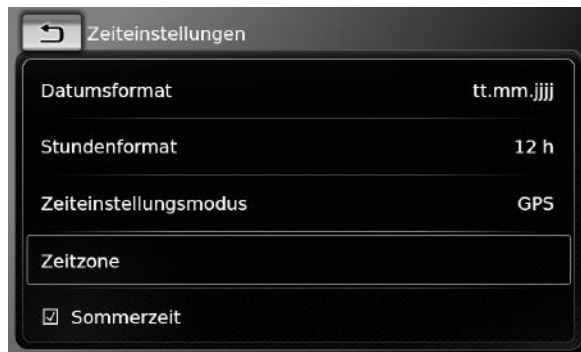 Zeiteinstellungen
Datumsformat tt.mm.jjjj
Stundenformat 12 h
Zeiteinstellungsmodus GPS
Zeitzone
Sommerzeit